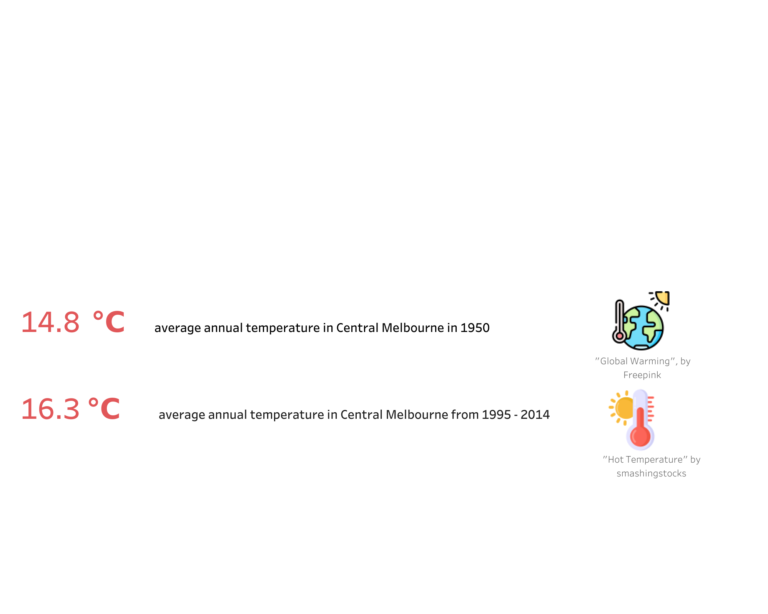 14.8 °C average annual temperature in Central Melbourne in 1950
"Global Warming", by
Freepink
16.3 °C average annual temperature in Central Melbourne from 1995 - 2014
"Hot Temperature" by
smashingstocks